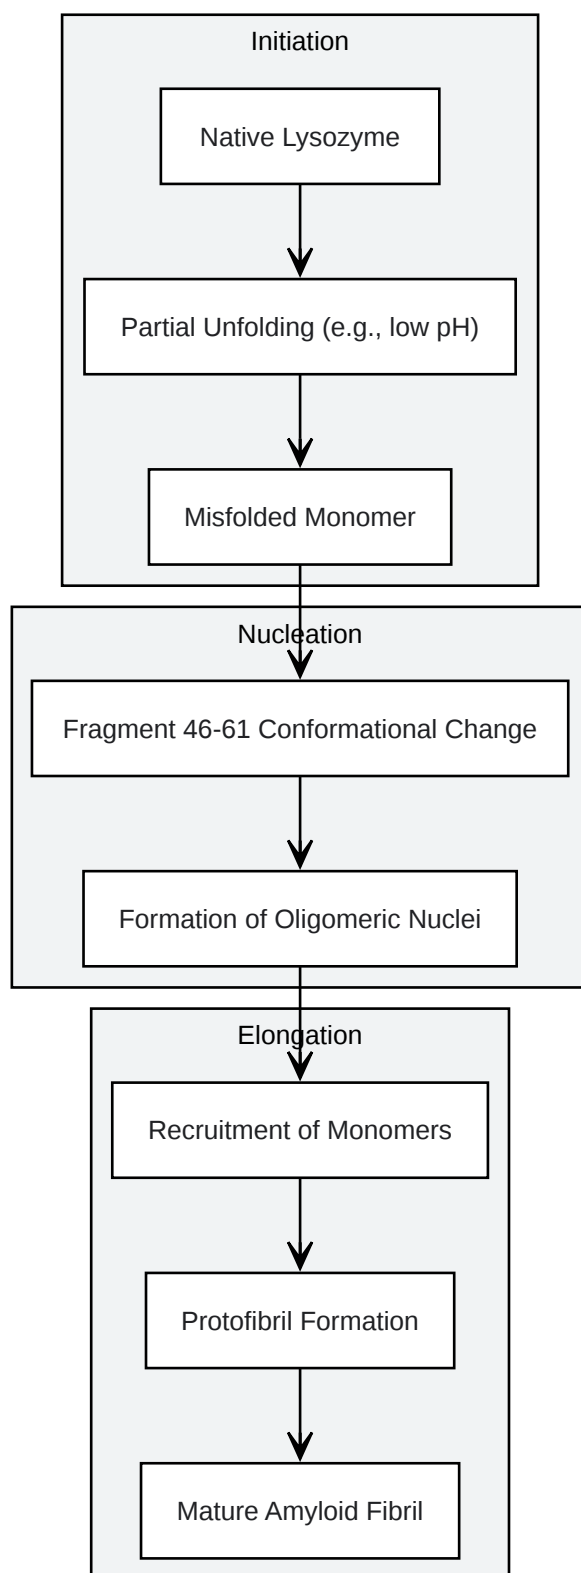 Initiation
Native Lysozyme
Partial Unfolding (e.g., low pH)
Misfolded Monomer
Nucleation
Fragment 46-61 Conformational Change
Formation of Oligomeric Nuclei
Elongation
Recruitment of Monomers
Protofibril Formation
Mature Amyloid Fibril